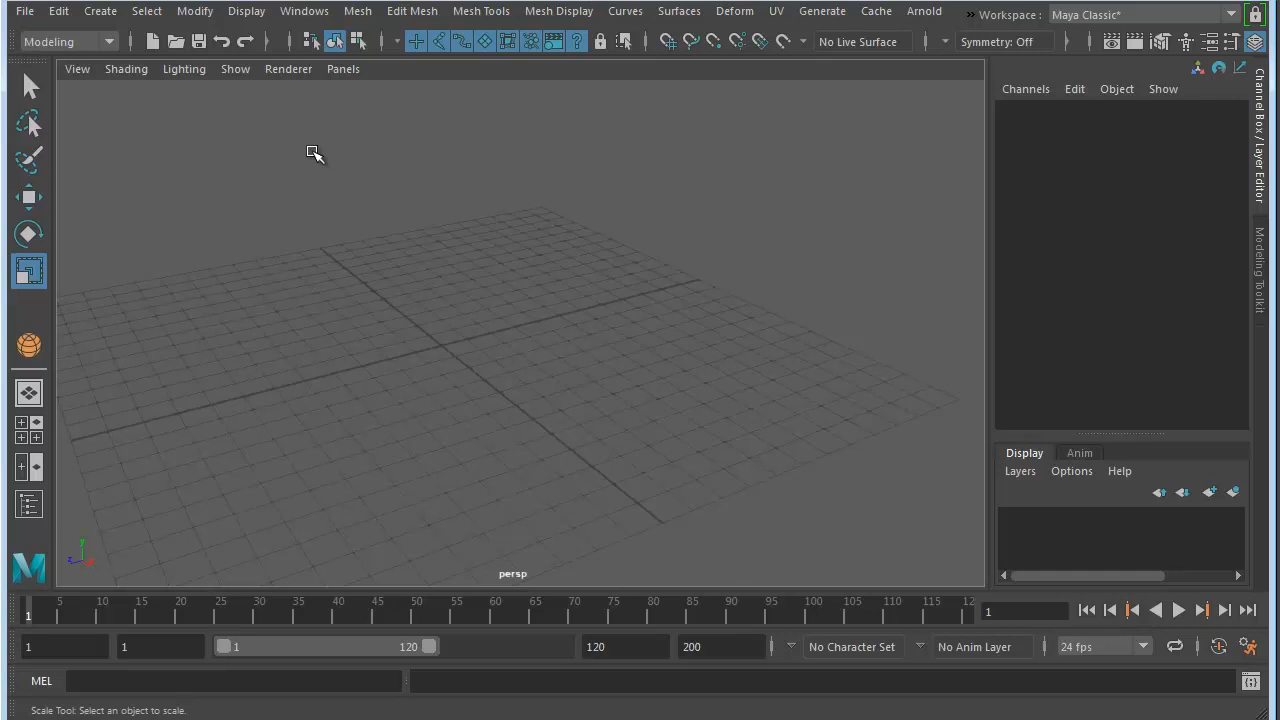 File Edit Create Select Modify Display Windows Mesh Edit Mesh Mesh Tools Mesh Display Curves Surfaces Deform UV Generate Cache Arnold » Workspace : Maya Classic*
Modeling No Live Surface Symmetry: Off
View Shading Lighting Show Renderer Panels
Channels Edit Object Show
Channel Box / Layer Editor
Modeling Toolkit
Display Anim
Layers Options Help
y
z x
persp
1 5 10 15 20 25 30 35 40 45 50 55 60 65 70 75 80 85 90 95 100 105 110 115 12 1
1 1 1 120 120 200 No Character Set No Anim Layer 24 fps
MEL
Scale Tool: Select an object to scale.